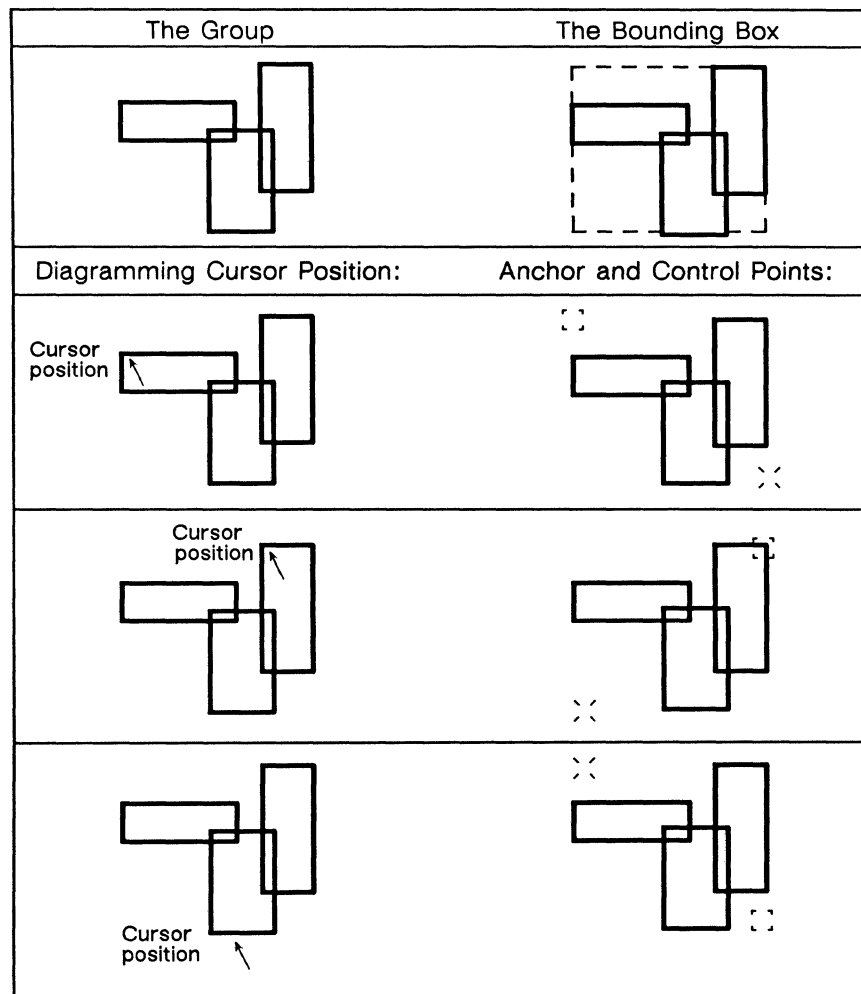 The Group
The Bounding Box
Diagramming Cursor Position:
Anchor and Control Points:
Cursor
position
Cursor
position
Cursor
position